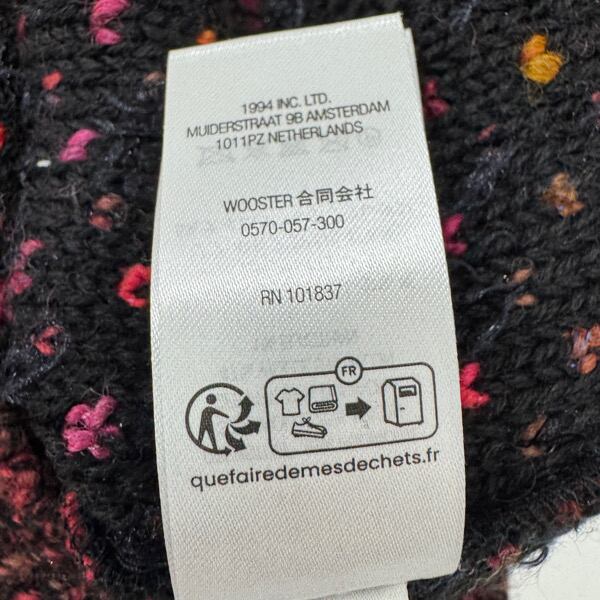 1994 INC. LTD.
MUIDERSTRAAT 9B AMSTERDAM
1011PZ NETHERLANDS
WOOSTER 合同会社
0570-057-300
RN 101837
FR
quefairedemesdechets.fr